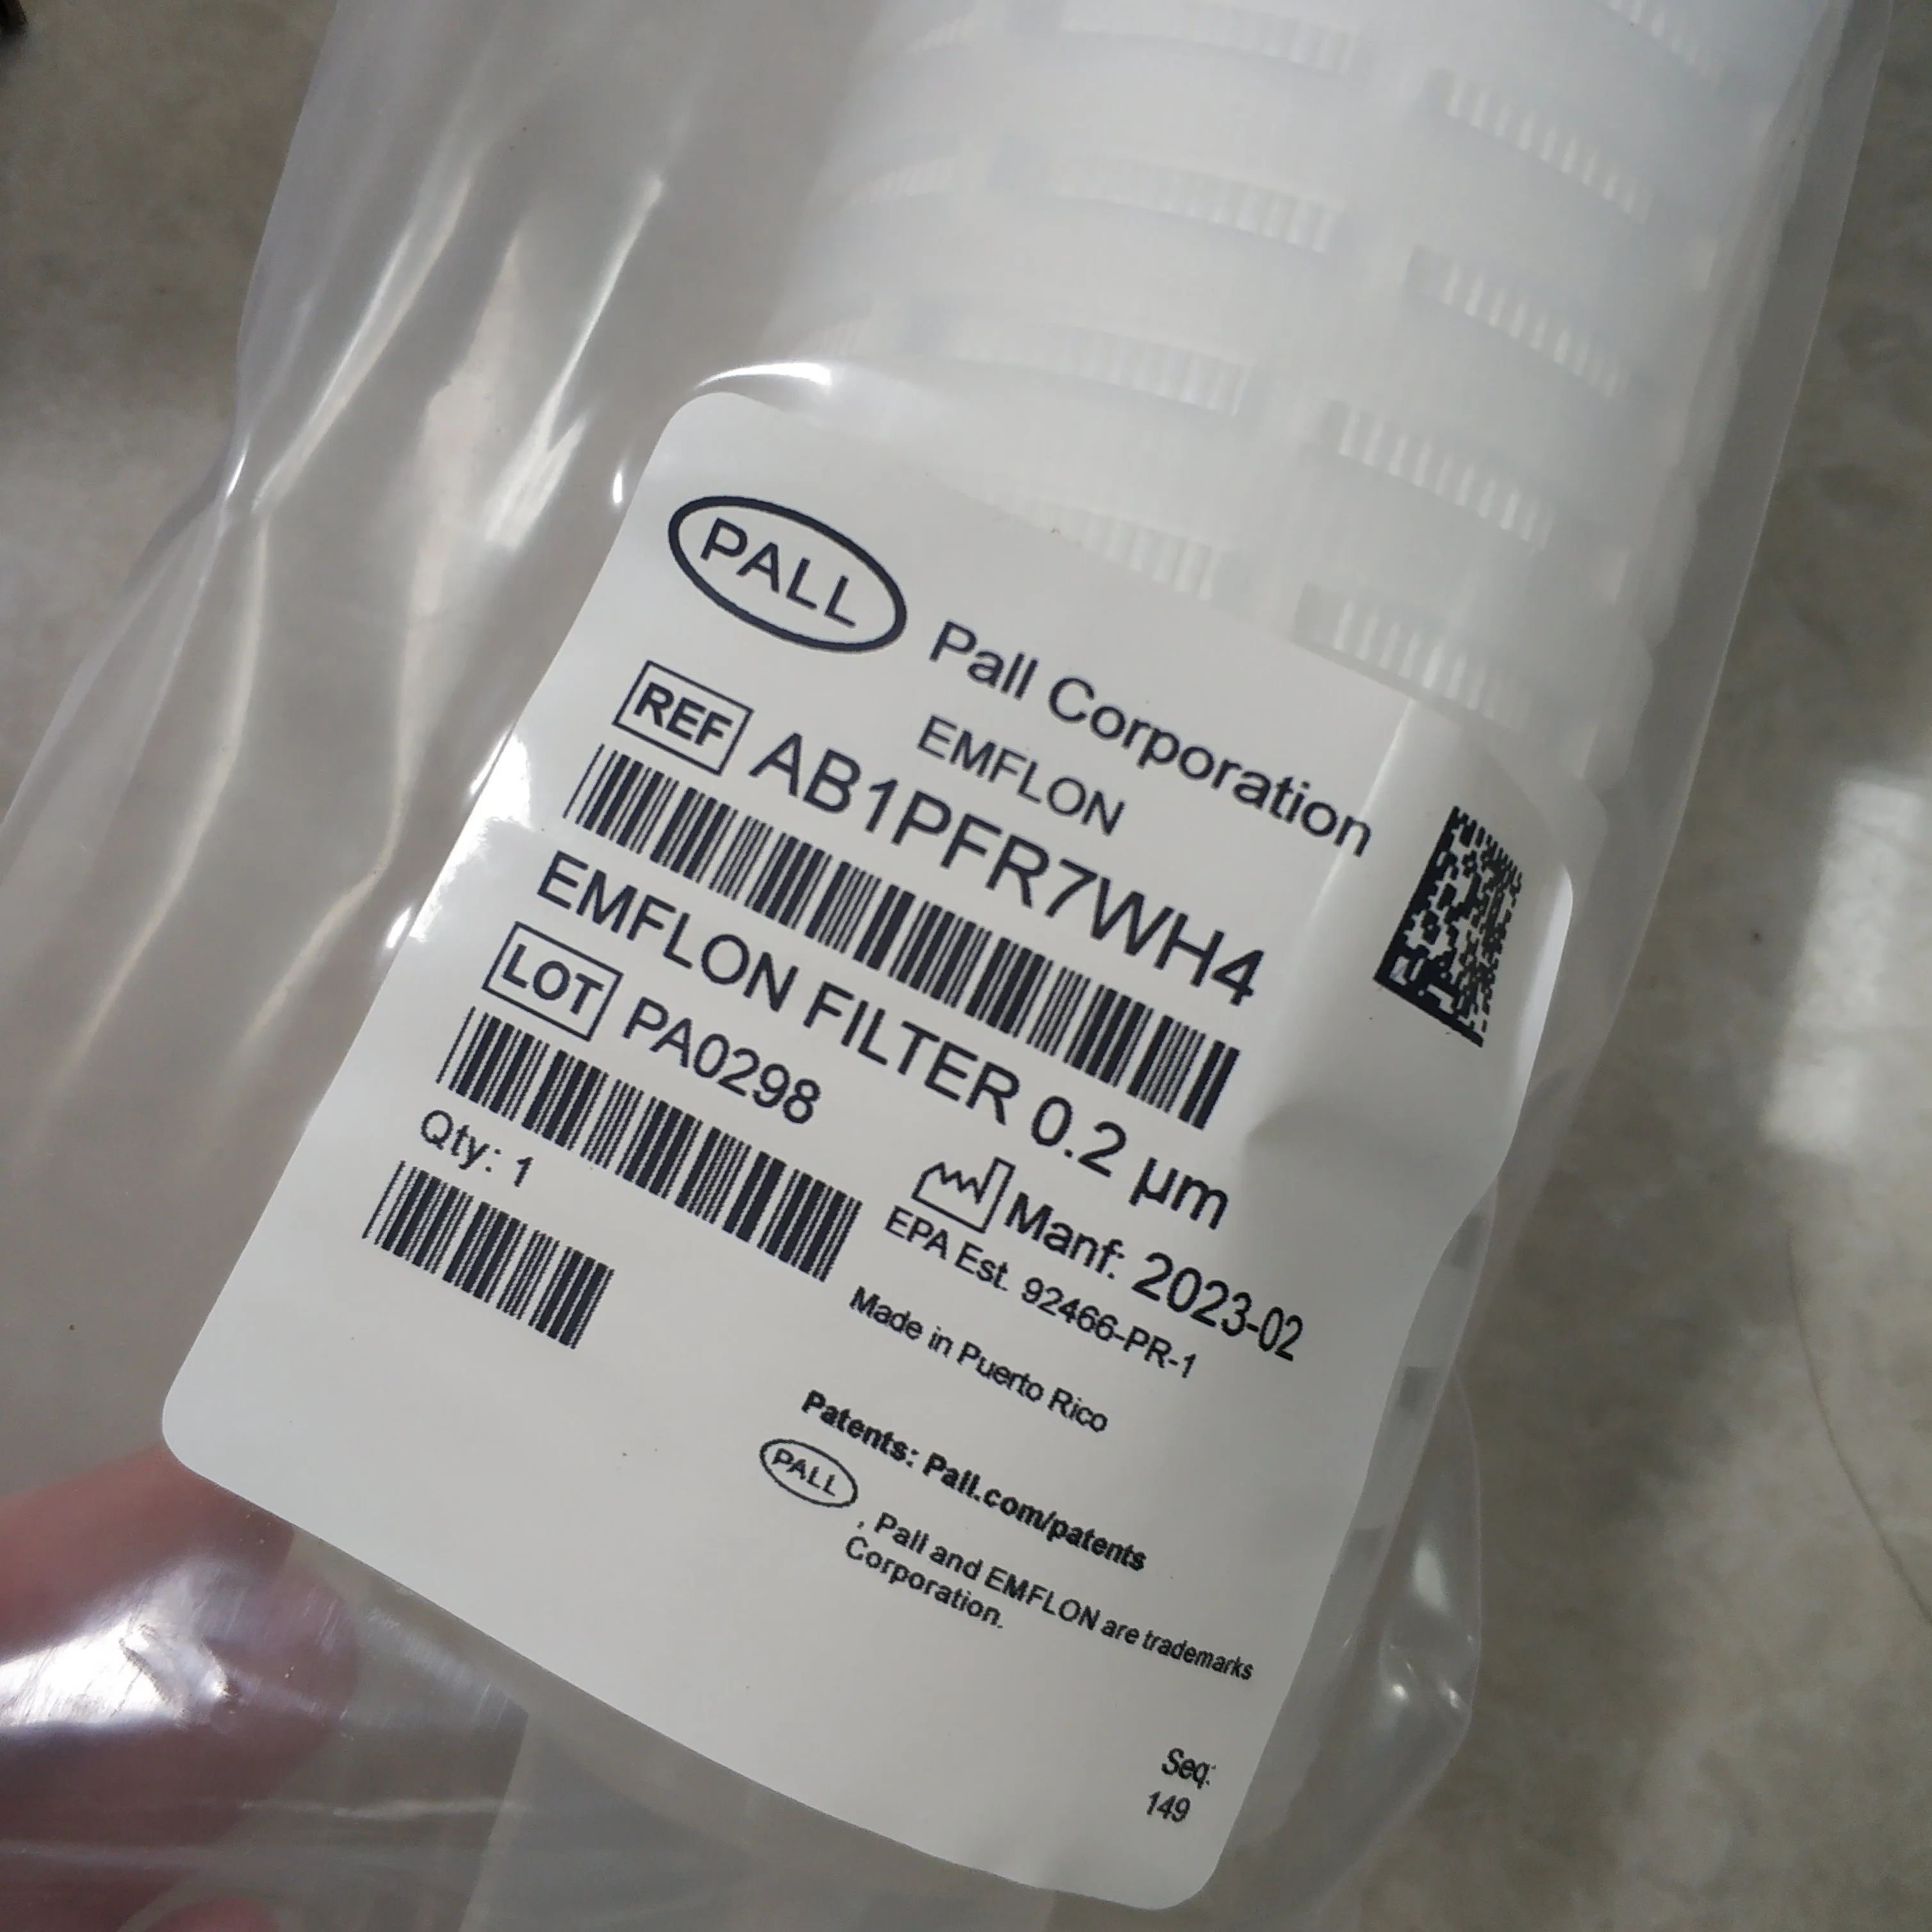 PALL Pall Corporation
EMFLON
REF AB1PFR7WH4
EMFLON FILTER 0.2 µm
LOT PA0298
Manf: 2023-02
EPA Est. 92466-PR-1
Qty: 1
Made in Puerto Rico
Patents: Pall.com/patents
PALL , Pall and EMFLON are trademarks
Corporation.
Seq:
149